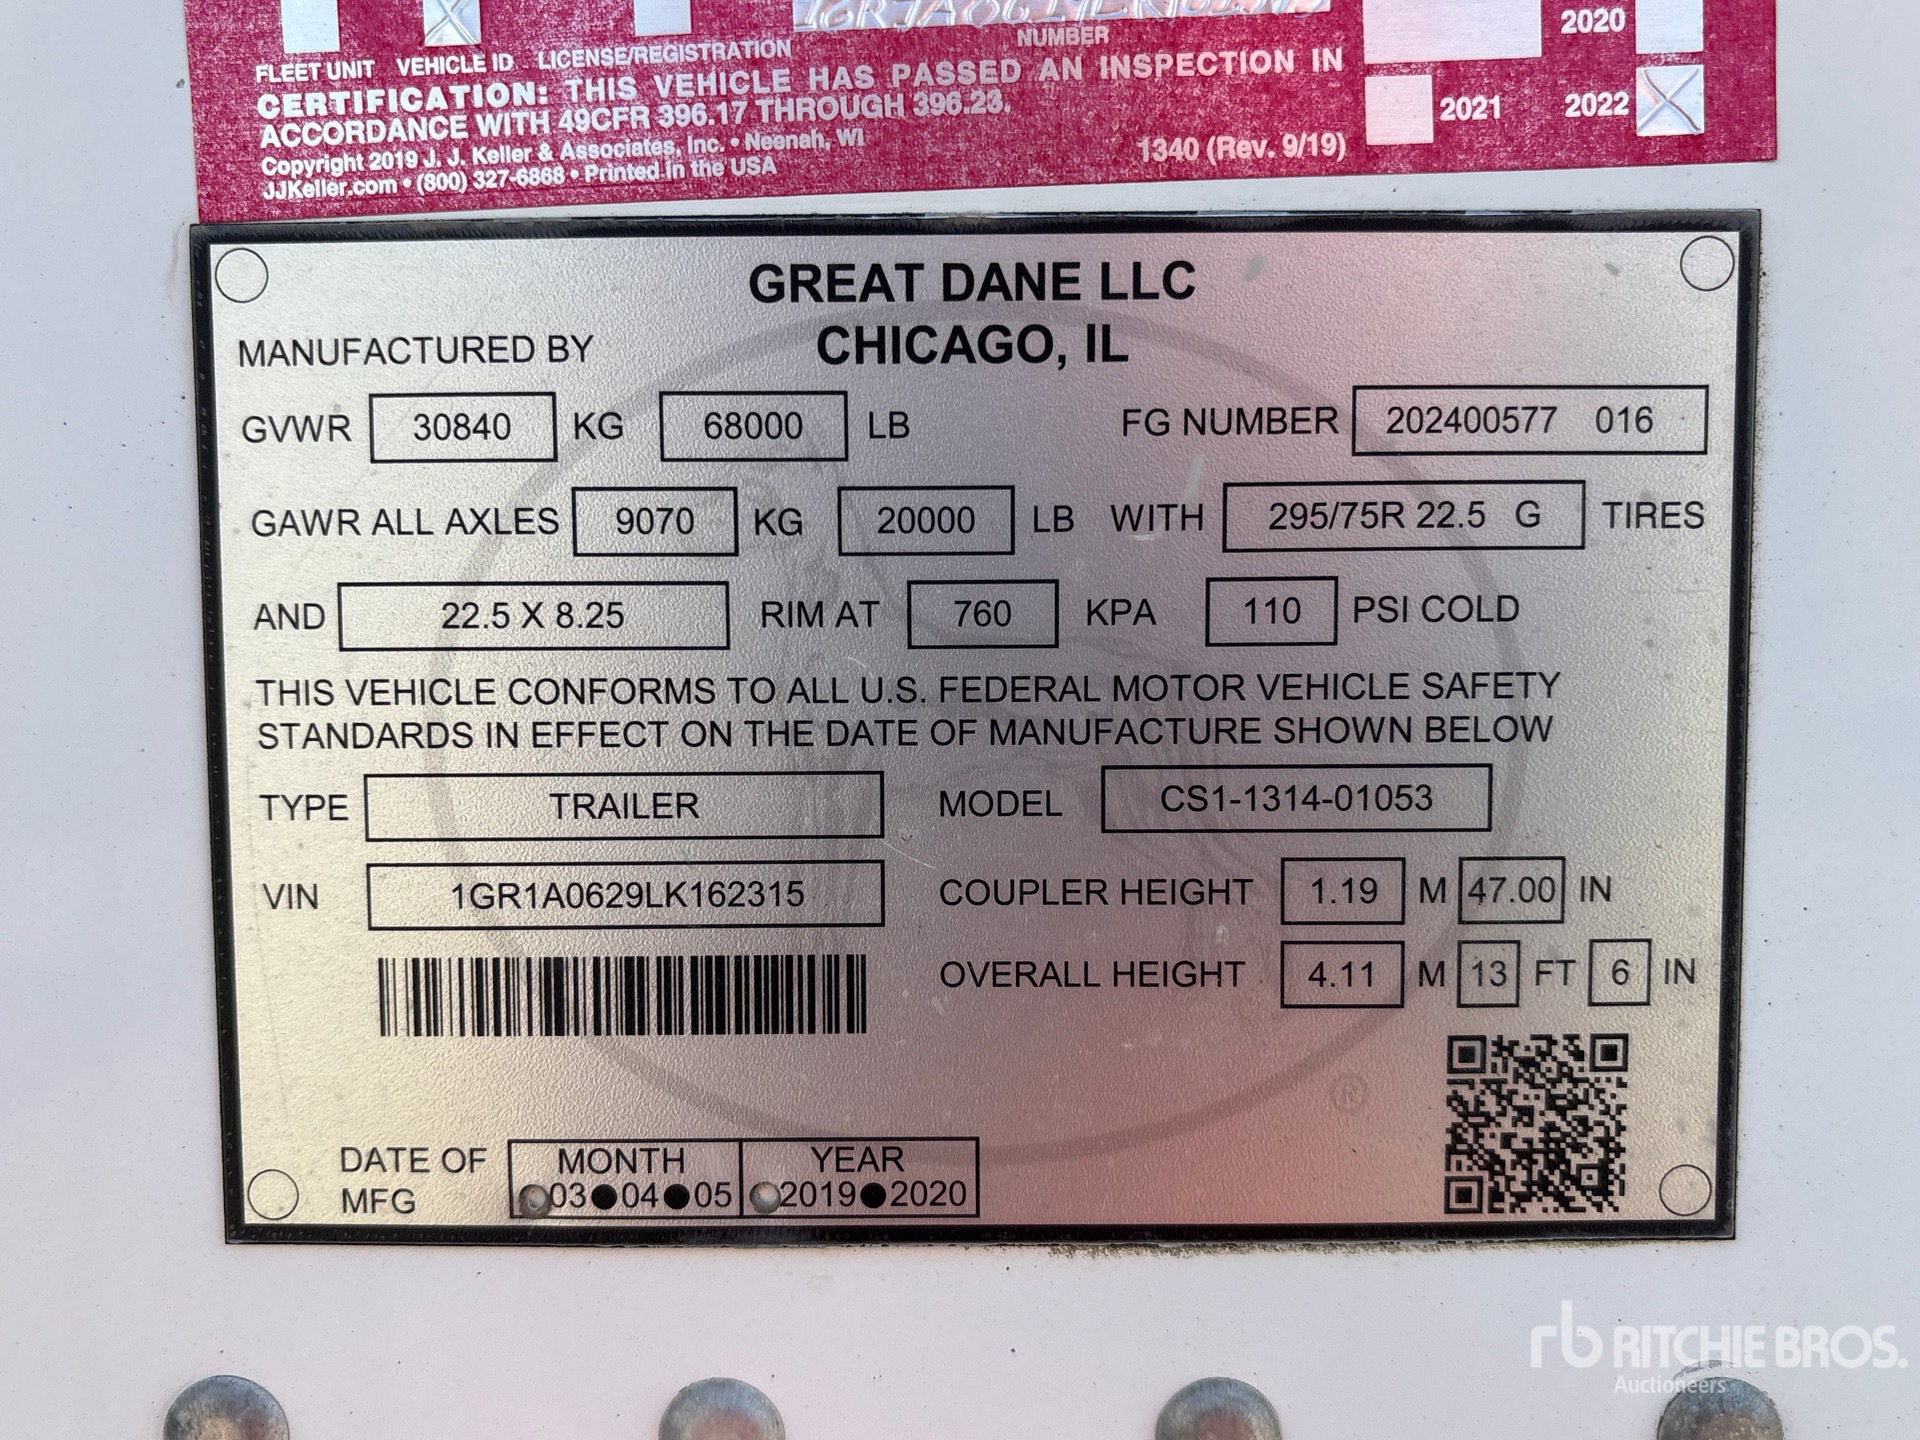 2020
NUMBER
FLEET UNIT VEHICLE ID LICENSE/REGISTRATION
CERTIFICATION: THIS VEHICLE HAS PASSED AN INSPECTION IN
ACCORDANCE WITH 49CFR 396.17 THROUGH 396.23.
2021 2022
Copyright 2019 J. J. Keller & Associates, Inc. • Neenah, WI
1340 (Rev. 9/19)
JJKeller.com • (800) 327-6868 • Printed in the USA
GREAT DANE LLC
MANUFACTURED BY CHICAGO, IL
GVWR 30840 KG 68000 LB FG NUMBER 202400577 016
GAWR ALL AXLES 9070 KG 20000 LB WITH 295/75R 22.5 G TIRES
AND 22.5 X 8.25 RIM AT 760 KPA 110 PSI COLD
THIS VEHICLE CONFORMS TO ALL U.S. FEDERAL MOTOR VEHICLE SAFETY
STANDARDS IN EFFECT ON THE DATE OF MANUFACTURE SHOWN BELOW
TYPE TRAILER MODEL CS1-1314-01053
VIN 1GR1A0629LK162315 COUPLER HEIGHT 1.19 M 47.00 IN
OVERALL HEIGHT 4.11 M 13 FT 6 IN
®
DATE OF MONTH YEAR
MFG 03 04 05 2019 2020
rb RITCHIE BROS.
Auctioneers